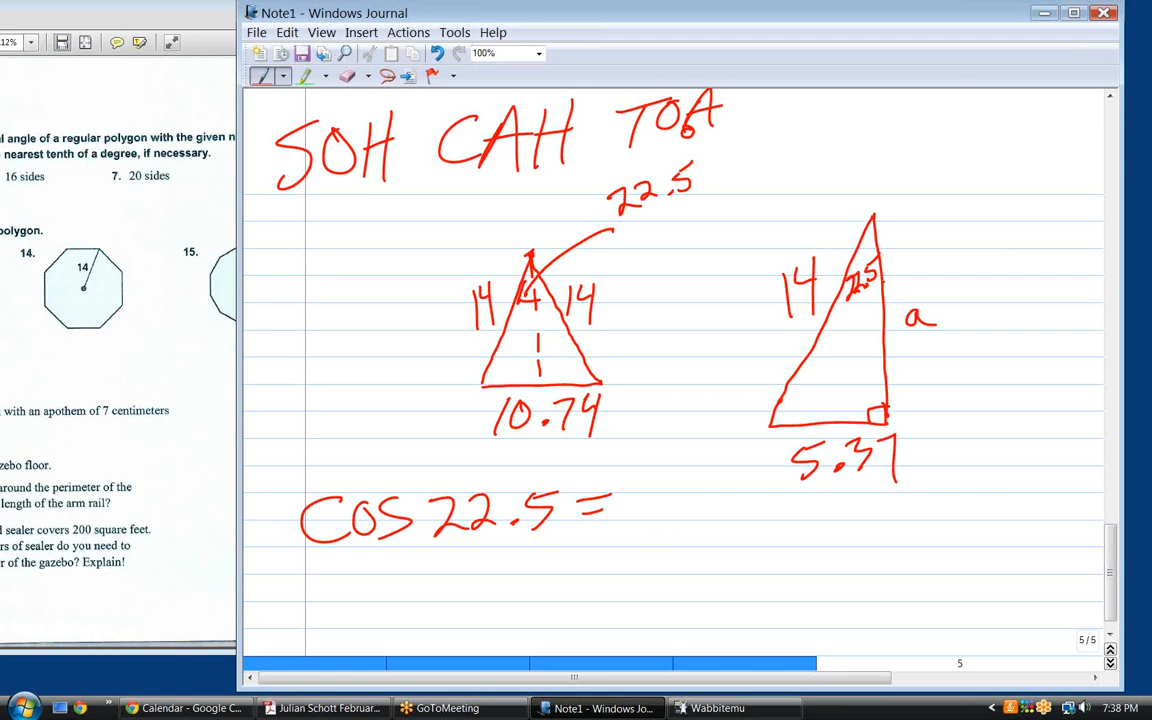 Note1 - Windows Journal
File Edit View Insert Actions Tools Help
12%
100%
al angle of a regular polygon with the given n
nearest tenth of a degree, if necessary.
16 sides 7. 20 sides
polygon.
14. 15.
14
with an apothem of 7 centimeters
zebo floor.
around the perimeter of the
length of the arm rail?
d sealer covers 200 square feet.
rs of sealer do you need to
r of the gazebo? Explain!
SOH CAH TOA
22.5
14 14
10.74
14 22.5 a
5.37
COS 22.5 =
5/5
5
Calendar - Google C...
Julian Schott Februar...
GoToMeeting
Note1 - Windows Jo...
Wabbitemu
7:38 PM